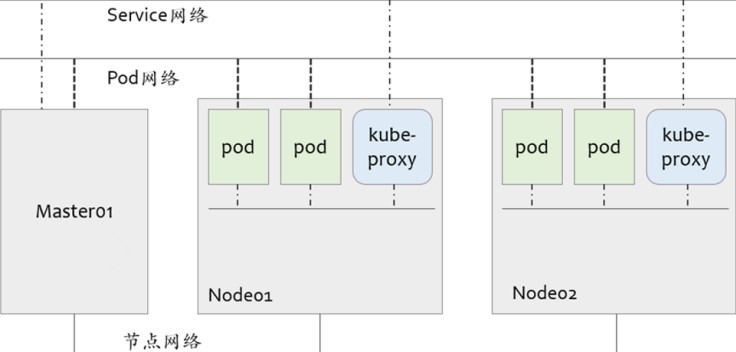 Service网络
Pod网络
pod
pod
kube-
proxy
pod
pod
kube-
proxy
Master01
Node01
Node02
节点网络